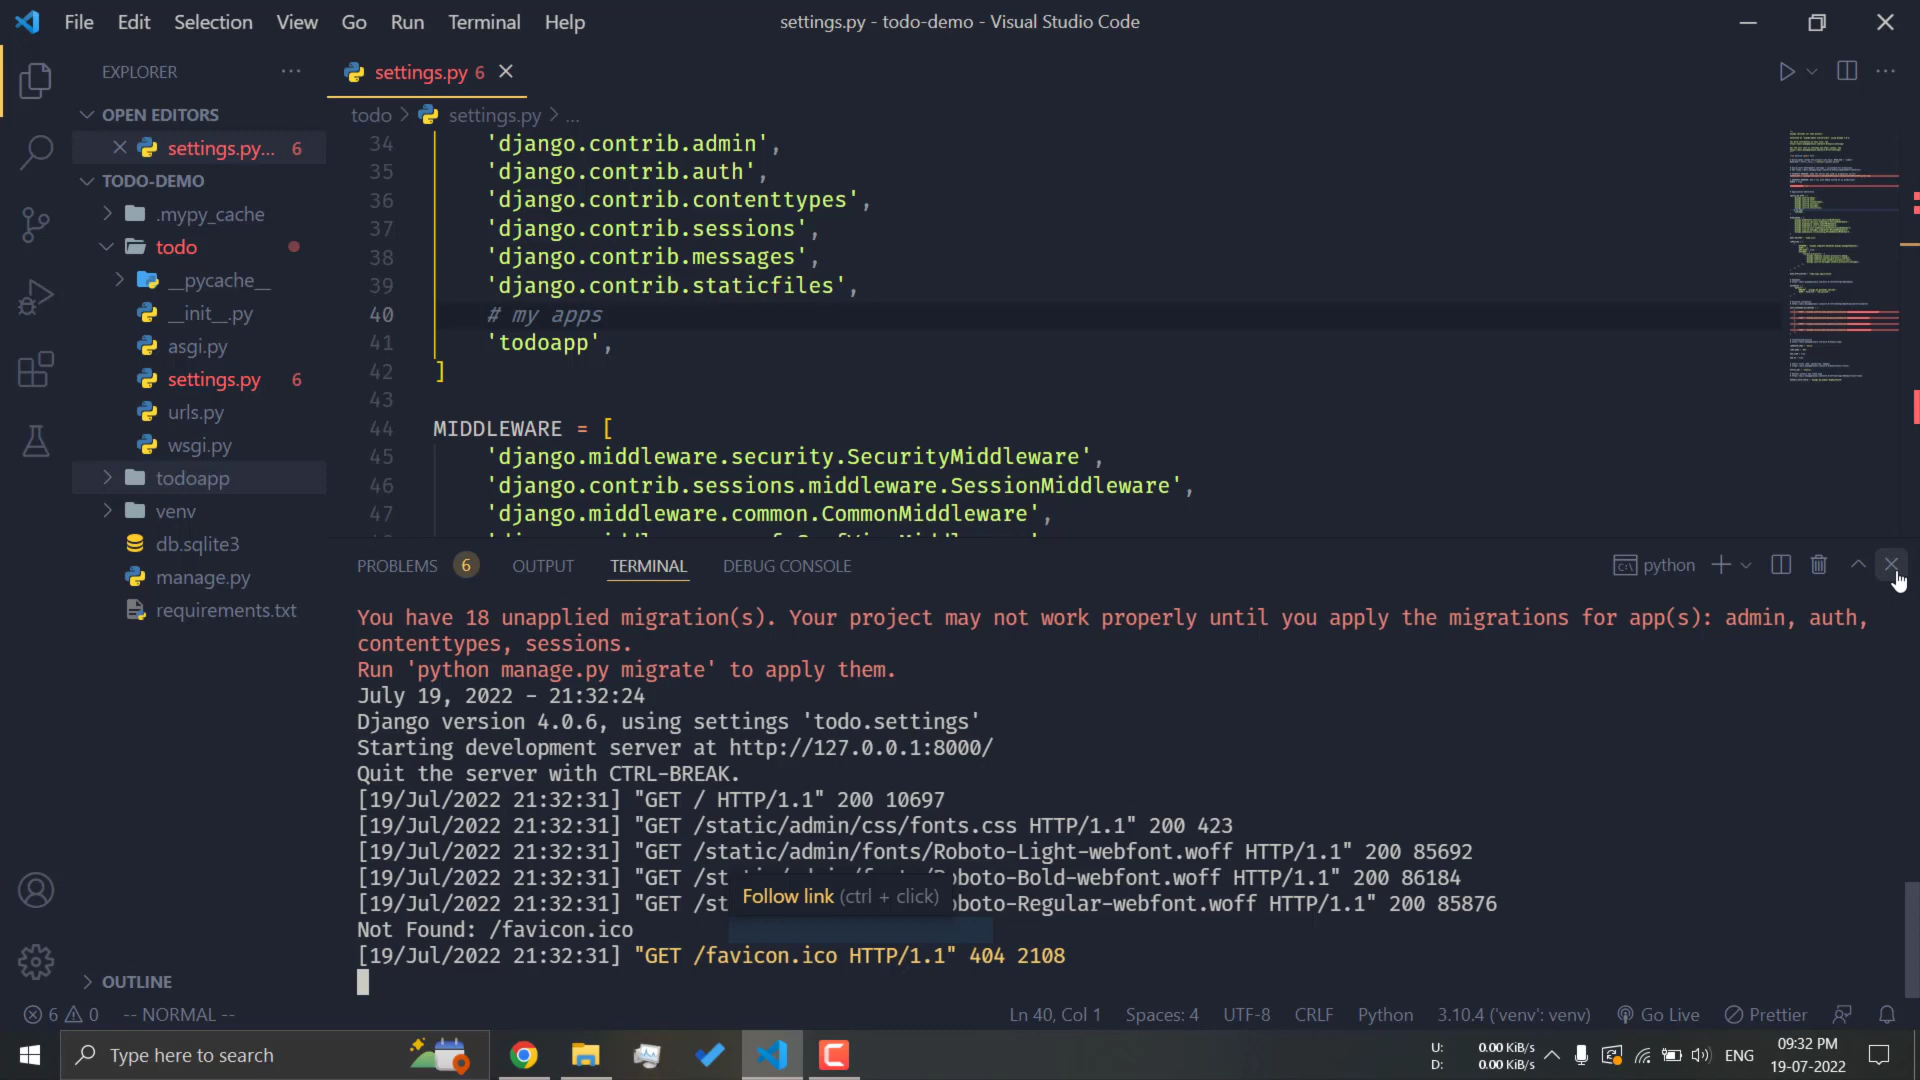 File Edit Selection View Go Run Terminal Help
settings.py - todo-demo - Visual Studio Code
EXPLORER
OPEN EDITORS
settings.py... 6
TODO-DEMO
.mypy_cache
todo
__pycache__
__init__.py
asgi.py
settings.py 6
urls.py
wsgi.py
todoapp
venv
db.sqlite3
manage.py
requirements.txt
OUTLINE
settings.py 6
todo > settings.py > ...
34 'django.contrib.admin',
35 'django.contrib.auth',
36 'django.contrib.contenttypes',
37 'django.contrib.sessions',
38 'django.contrib.messages',
39 'django.contrib.staticfiles',
40 # my apps
41 'todoapp',
42 ]
43
44 MIDDLEWARE = [
45 'django.middleware.security.SecurityMiddleware',
46 'django.contrib.sessions.middleware.SessionMiddleware',
47 'django.middleware.common.CommonMiddleware',
PROBLEMS 6 OUTPUT TERMINAL DEBUG CONSOLE
python
You have 18 unapplied migration(s). Your project may not work properly until you apply the migrations for app(s): admin, auth,
contenttypes, sessions.
Run 'python manage.py migrate' to apply them.
July 19, 2022 - 21:32:24
Django version 4.0.6, using settings 'todo.settings'
Starting development server at http://127.0.0.1:8000/
Quit the server with CTRL-BREAK.
[19/Jul/2022 21:32:31] "GET / HTTP/1.1" 200 10697
[19/Jul/2022 21:32:31] "GET /static/admin/css/fonts.css HTTP/1.1" 200 423
[19/Jul/2022 21:32:31] "GET /static/admin/fonts/Roboto-Light-webfont.woff HTTP/1.1" 200 85692
[19/Jul/2022 21:32:31] "GET /st oboto-Bold-webfont.woff HTTP/1.1" 200 86184
Follow link (ctrl + click)
[19/Jul/2022 21:32:31] "GET /st oboto-Regular-webfont.woff HTTP/1.1" 200 85876
Not Found: /favicon.ico
[19/Jul/2022 21:32:31] "GET /favicon.ico HTTP/1.1" 404 2108
6 0 -- NORMAL --
Ln 40, Col 1 Spaces: 4 UTF-8 CRLF Python 3.10.4 ('venv': venv) Go Live Prettier
Type here to search
U: 0.00 KiB/s
D: 0.00 KiB/s
ENG
09:32 PM
19-07-2022